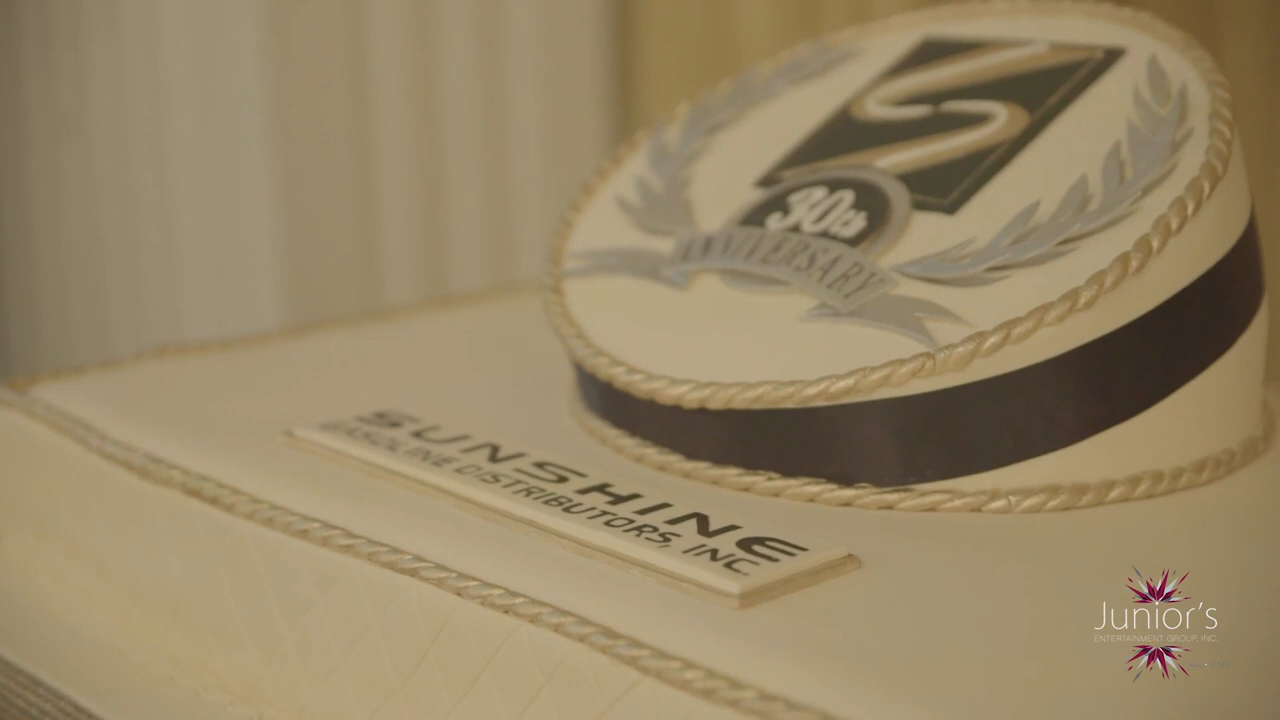 S
30th
ANNIVERSARY
SUNSHINE
GASOLINE DISTRIBUTORS, INC
Junior's
ENTERTAINMENT GROUP, INC.